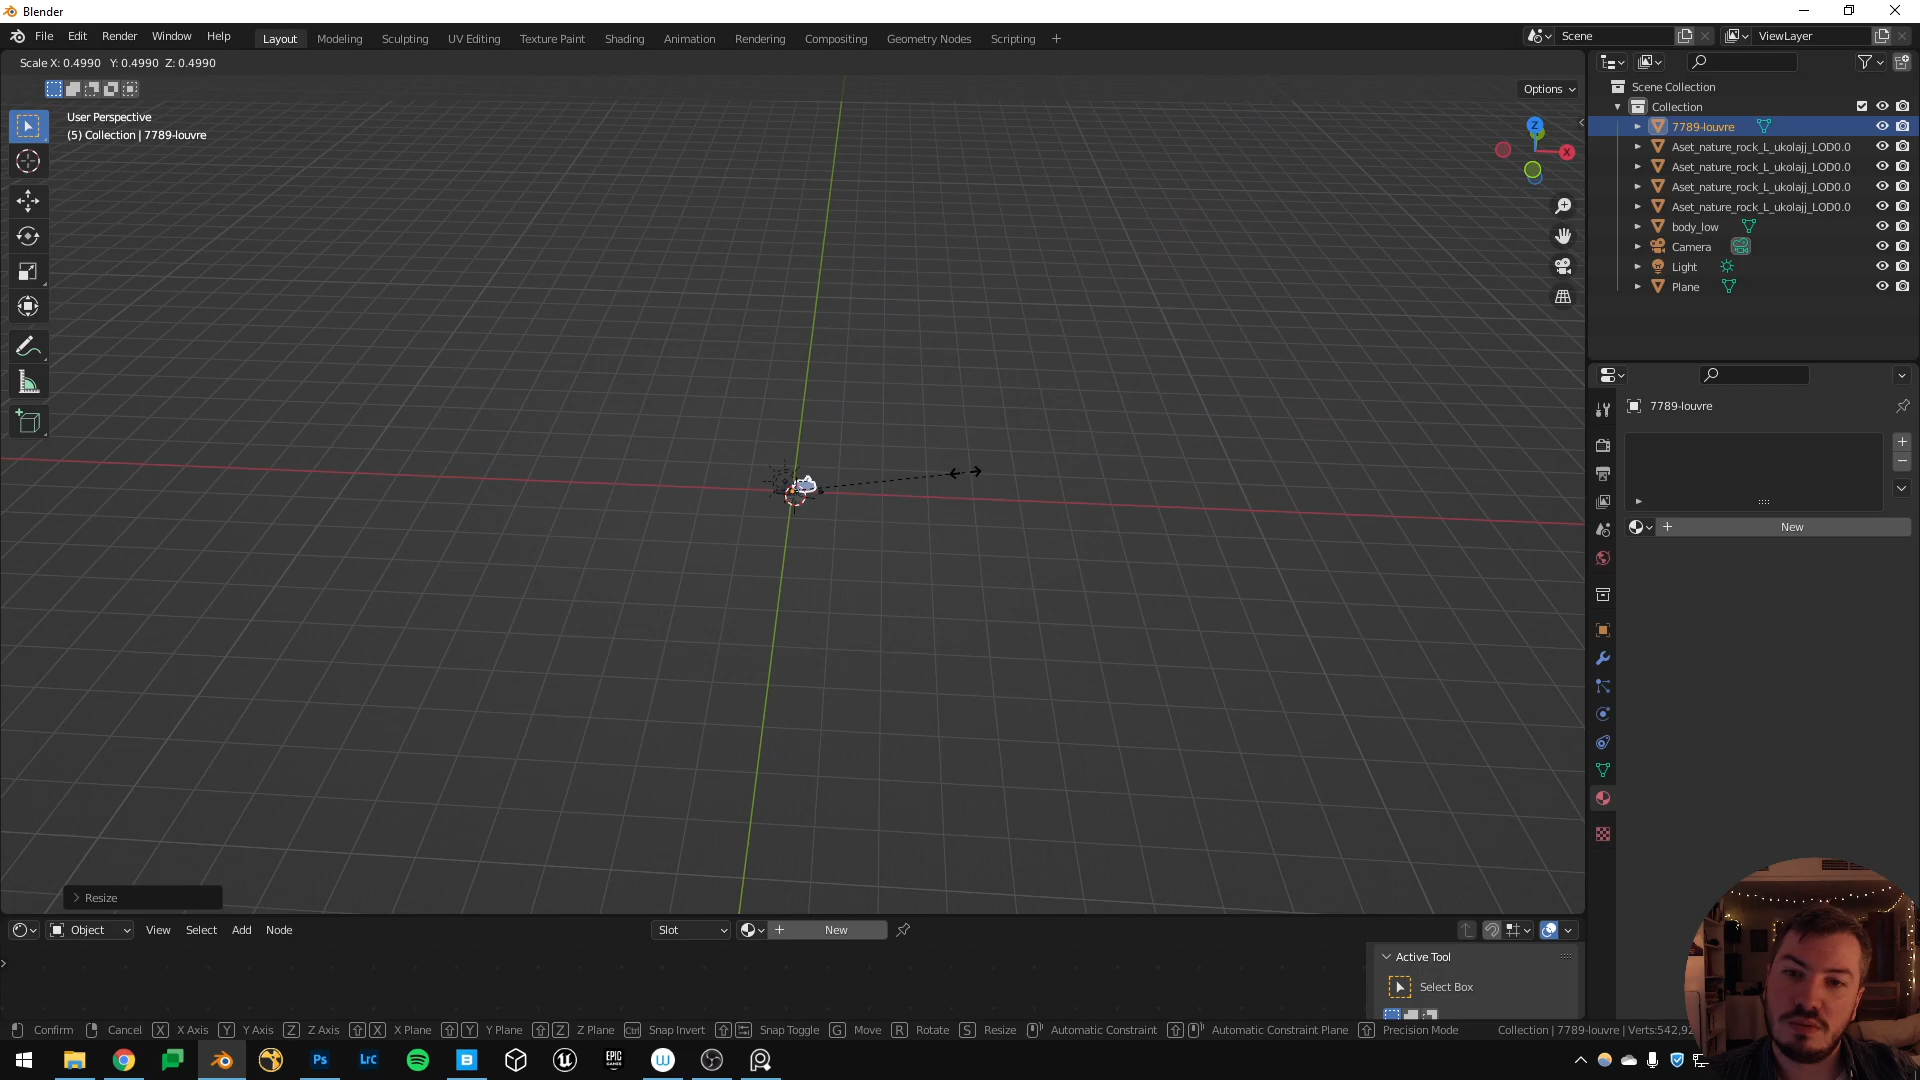 Blender
File Edit Render Window Help
Layout Modeling Sculpting UV Editing Texture Paint Shading Animation Rendering Compositing Geometry Nodes Scripting
Scene
ViewLayer
Scale X: 0.4990 Y: 0.4990 Z: 0.4990
Options
User Perspective
(5) Collection | 7789-louvre
Z
X
Scene Collection
Collection
7789-louvre
Aset_nature_rock_L_ukolajj_LOD0.0
Aset_nature_rock_L_ukolajj_LOD0.0
Aset_nature_rock_L_ukolajj_LOD0.0
Aset_nature_rock_L_ukolajj_LOD0.0
body_low
Camera
Light
Plane
7789-louvre
New
Resize
Object View Select Add Node
Slot
New
Active Tool
Select Box
Confirm Cancel X X Axis Y Y Axis Z Z Axis X X Plane Y Y Plane Z Z Plane Ctrl Snap Invert Snap Toggle G Move R Rotate S Resize Automatic Constraint Automatic Constraint Plane Precision Mode
Collection | 7789-louvre | Verts:542,92
Ps
Lrc
EPIC GAMES